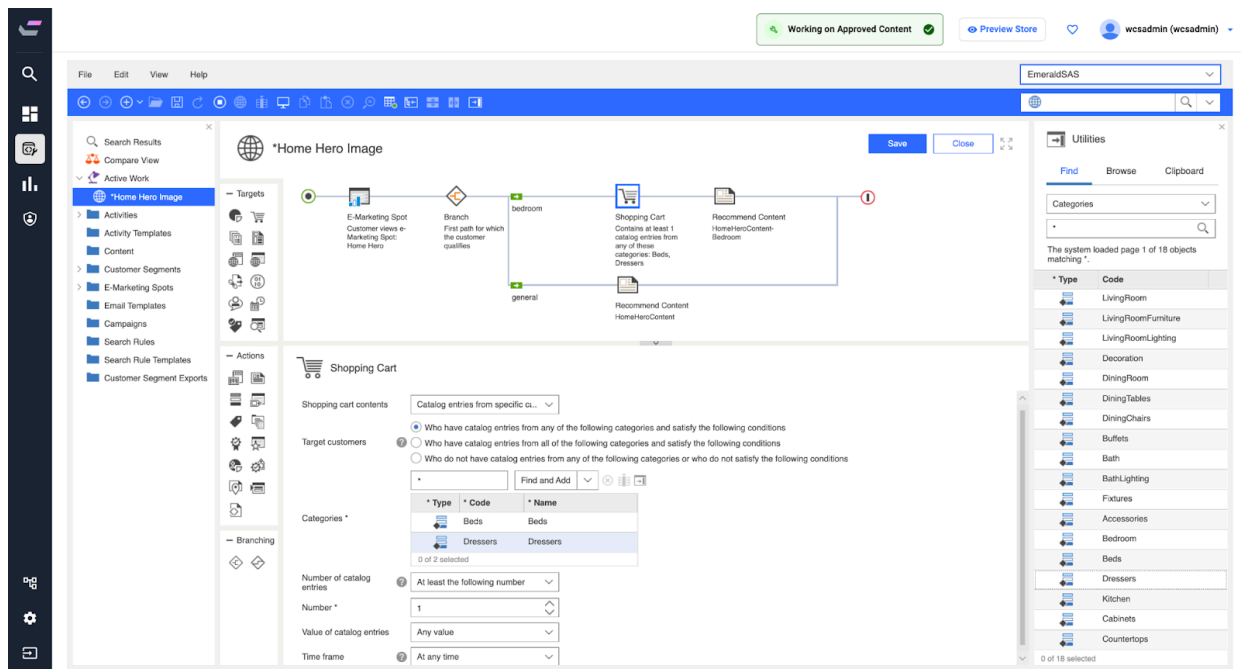 Working on Approved Content
Preview Store
wcsadmin (wcsadmin)
File Edit View Help
EmeraldSAS
Search Results
Compare View
Active Work
*Home Hero Image
Activities
Activity Templates
Content
Customer Segments
E-Marketing Spots
Email Templates
Campaigns
Search Rules
Search Rule Templates
Customer Segment Exports
*Home Hero Image
Save
Close
Targets
Actions
Branching
E-Marketing Spot
Customer views e-
Marketing Spot:
Home Hero
Branch
First path for which
the customer
qualifies
bedroom
Shopping Cart
Contains at least 1
catalog entries from
any of these
categories: Beds,
Dressers
Recommend Content
HomeHeroContent-
Bedroom
general
Recommend Content
HomeHeroContent
Shopping Cart
Shopping cart contents
Catalog entries from specific ca...
Target customers
Who have catalog entries from any of the following categories and satisfy the following conditions
Who have catalog entries from all of the following categories and satisfy the following conditions
Who do not have catalog entries from any of the following categories or who do not satisfy the following conditions
*
Find and Add
Categories *
* Type * Code * Name
Beds Beds
Dressers Dressers
0 of 2 selected
Number of catalog
entries
At least the following number
Number *
1
Value of catalog entries
Any value
Time frame
At any time
Utilities
Find Browse Clipboard
Categories
*
The system loaded page 1 of 18 objects
matching *.
* Type Code
LivingRoom
LivingRoomFurniture
LivingRoomLighting
Decoration
DiningRoom
DiningTables
DiningChairs
Buffets
Bath
BathLighting
Fixtures
Accessories
Bedroom
Beds
Dressers
Kitchen
Cabinets
Countertops
0 of 18 selected